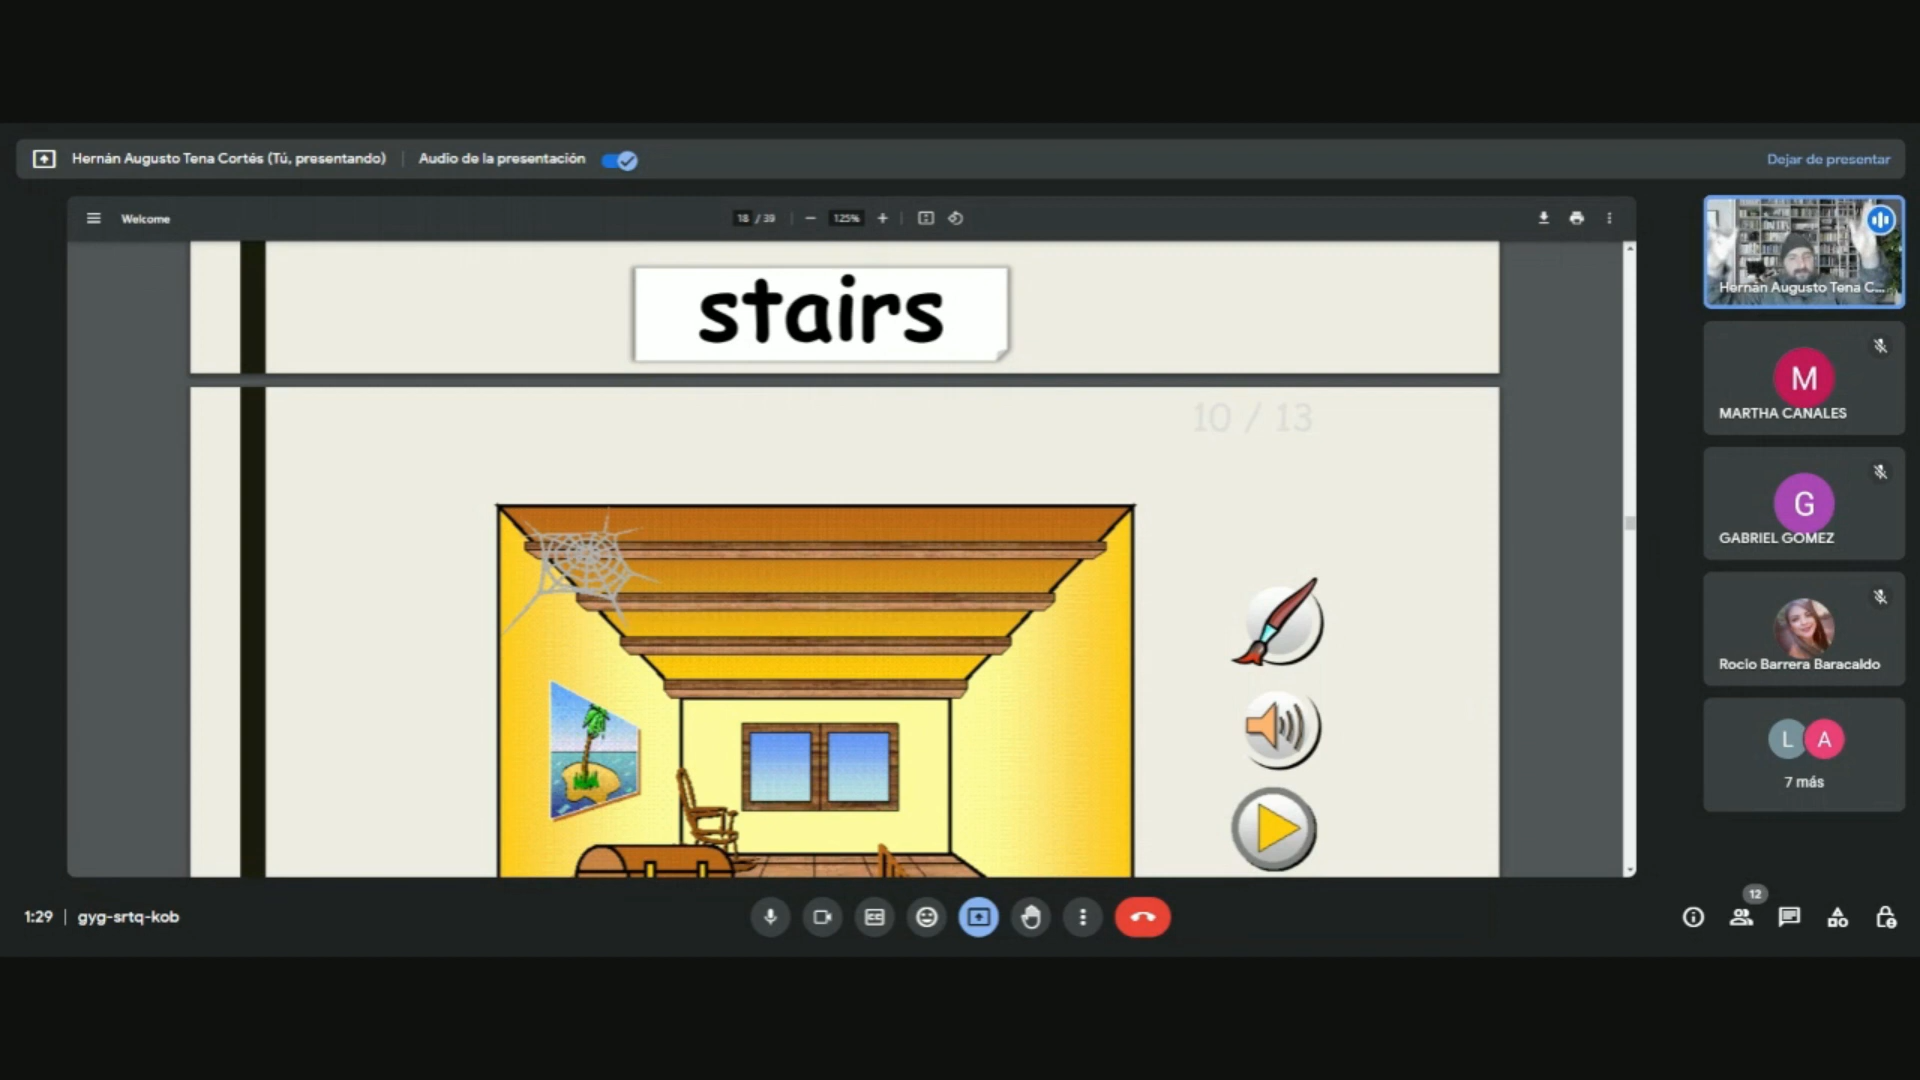 Hernán Augusto Tena Cortés (Tú, presentando)
Audio de la presentación
Dejar de presentar
Welcome
18 / 39
125%
stairs
10 / 13
Hernán Augusto Tena C...
M
MARTHA CANALES
G
GABRIEL GOMEZ
Rocio Barrera Baracaldo
L A
7 más
1:29 | gyg-srtq-kob
12